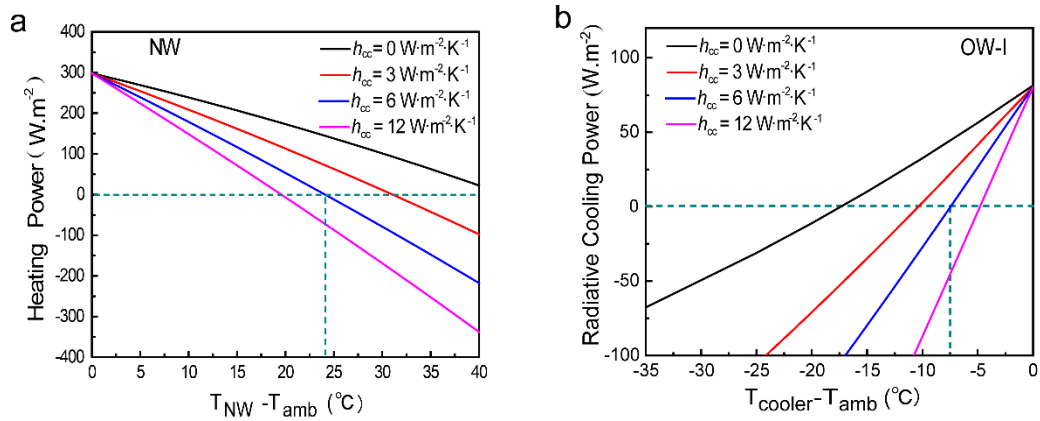 a
NW
h_cc = 0 W·m⁻²·K⁻¹
h_cc = 3 W·m⁻²·K⁻¹
h_cc = 6 W·m⁻²·K⁻¹
h_cc = 12 W·m⁻²·K⁻¹
Heating Power (W.m⁻²)
400
300
200
100
0
-100
-200
-300
-400
0 5 10 15 20 25 30 35 40
T_NW -T_amb (℃)
b
OW-I
h_cc = 0 W·m⁻²·K⁻¹
h_cc = 3 W·m⁻²·K⁻¹
h_cc = 6 W·m⁻²·K⁻¹
h_cc = 12 W·m⁻²·K⁻¹
Radiative Cooling Power (W.m⁻²)
100
50
0
-50
-100
-35 -30 -25 -20 -15 -10 -5 0
T_cooler-T_amb (℃)